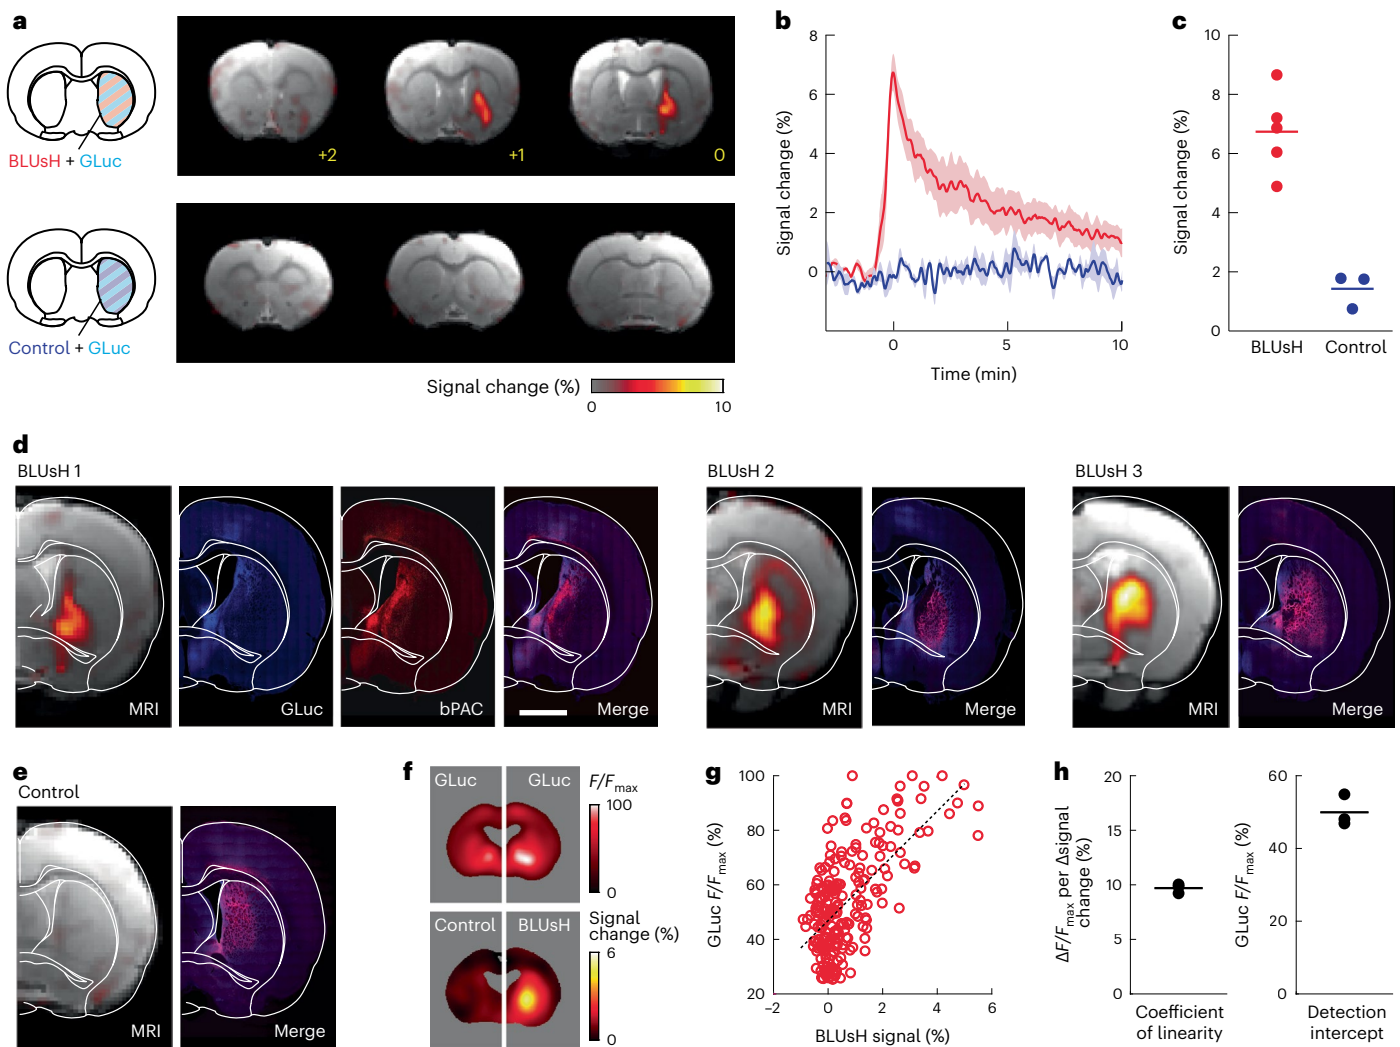 a
BLUsH + GLuc
+2
+1
0
Control + GLuc
Signal change (%)
0
10
b
Signal change (%)
8
6
4
2
0
0
5
10
Time (min)
c
Signal change (%)
10
8
6
4
2
0
BLUsH
Control
d
BLUsH 1
MRI
GLuc
bPAC
Merge
BLUsH 2
MRI
Merge
BLUsH 3
MRI
Merge
e
Control
MRI
Merge
f
GLuc
GLuc
F/Fmax
100
0
Control
BLUsH
Signal
change (%)
6
0
g
GLuc F/Fmax (%)
100
80
60
40
20
−2
0
2
4
6
BLUsH signal (%)
h
ΔF/Fmax per Δsignal
change (%)
20
15
10
5
0
Coefficient
of linearity
GLuc F/Fmax (%)
60
40
20
0
Detection
intercept